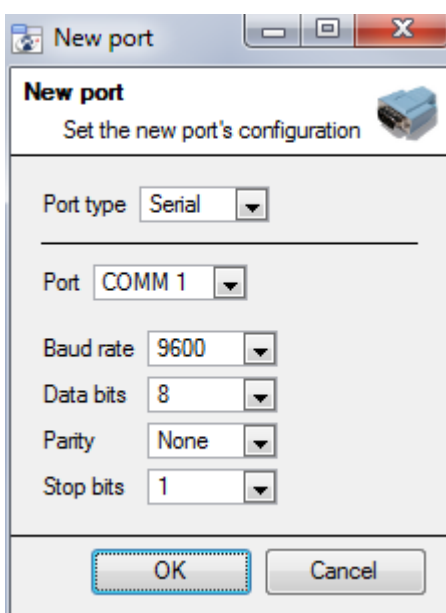 New port
New port
Set the new port's configuration
Port type Serial
Port COMM 1
Baud rate 9600
Data bits 8
Parity None
Stop bits 1
OK Cancel